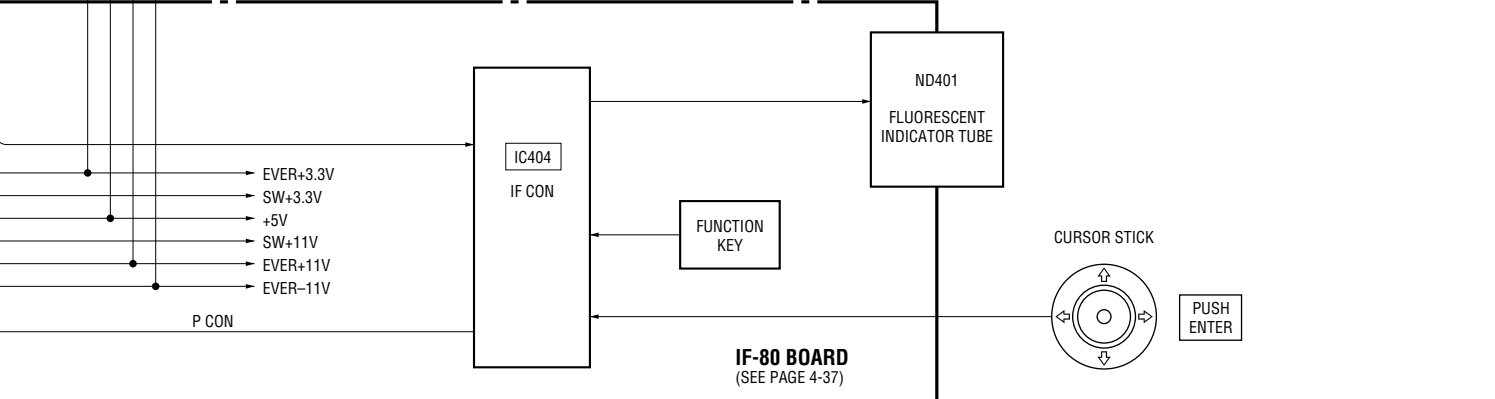 ND401
FLUORESCENT
INDICATOR TUBE
IC404
IF CON
EVER+3.3V
SW+3.3V
+5V
SW+11V
EVER+11V
EVER–11V
P CON
FUNCTION
KEY
CURSOR STICK
PUSH
ENTER
IF-80 BOARD
(SEE PAGE 4-37)